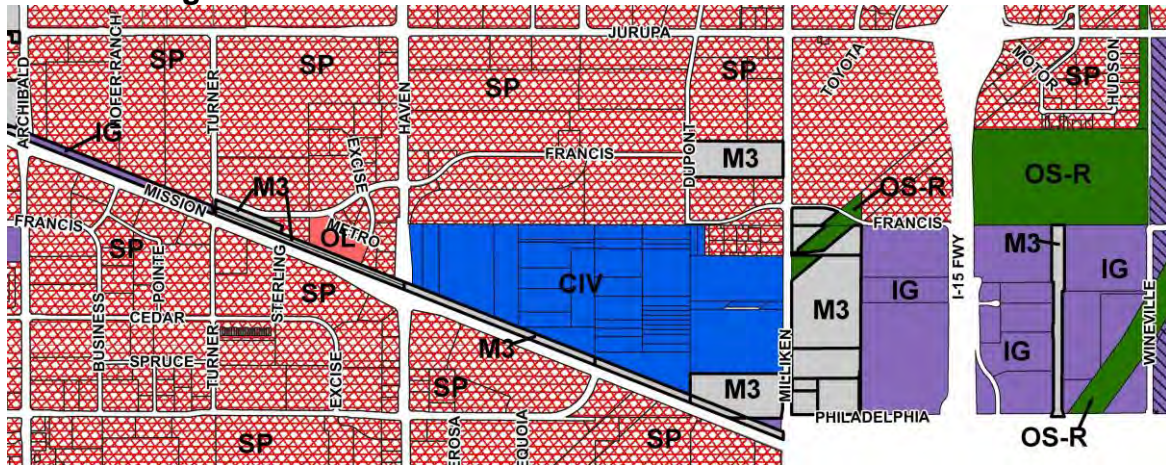 JURUPA
ARCHIBALD
HOFER RANCH
SP
TURNER
HAVEN
SP
DUPONT
SP
TOYOTA
MOTOR
SP
HUDSON
IG
EXCISE
FRANCIS
M3
OS-R
OS-R
MISSION
M3
FRANCIS
METRO
OL
FRANCIS
SP
POINTE
STERLING
SP
CIV
M3
IG
I-15 FWY
M3
IG
WINEVILLE
BUSINESS
CEDAR
TURNER
SPRUCE
EXCISE
M3
SP
M3
MILLIKEN
IG
PHILADELPHIA
OS-R
SP
EROSA
EQUOIA
SP